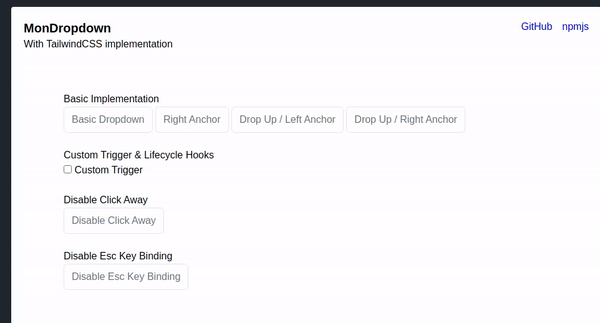 MonDropdown
GitHub npmjs
With TailwindCSS implementation
Basic Implementation
Basic Dropdown Right Anchor Drop Up / Left Anchor Drop Up / Right Anchor
Custom Trigger & Lifecycle Hooks
Custom Trigger
Disable Click Away
Disable Click Away
Disable Esc Key Binding
Disable Esc Key Binding